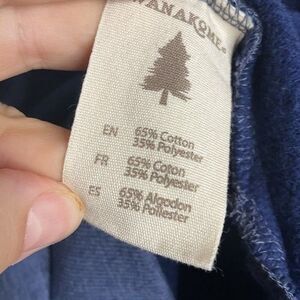 WANAKOME®
EN 65% Cotton
35% Polyester
FR 65% Coton
35% Polyester
ES 65% Algodon
35% Poliester